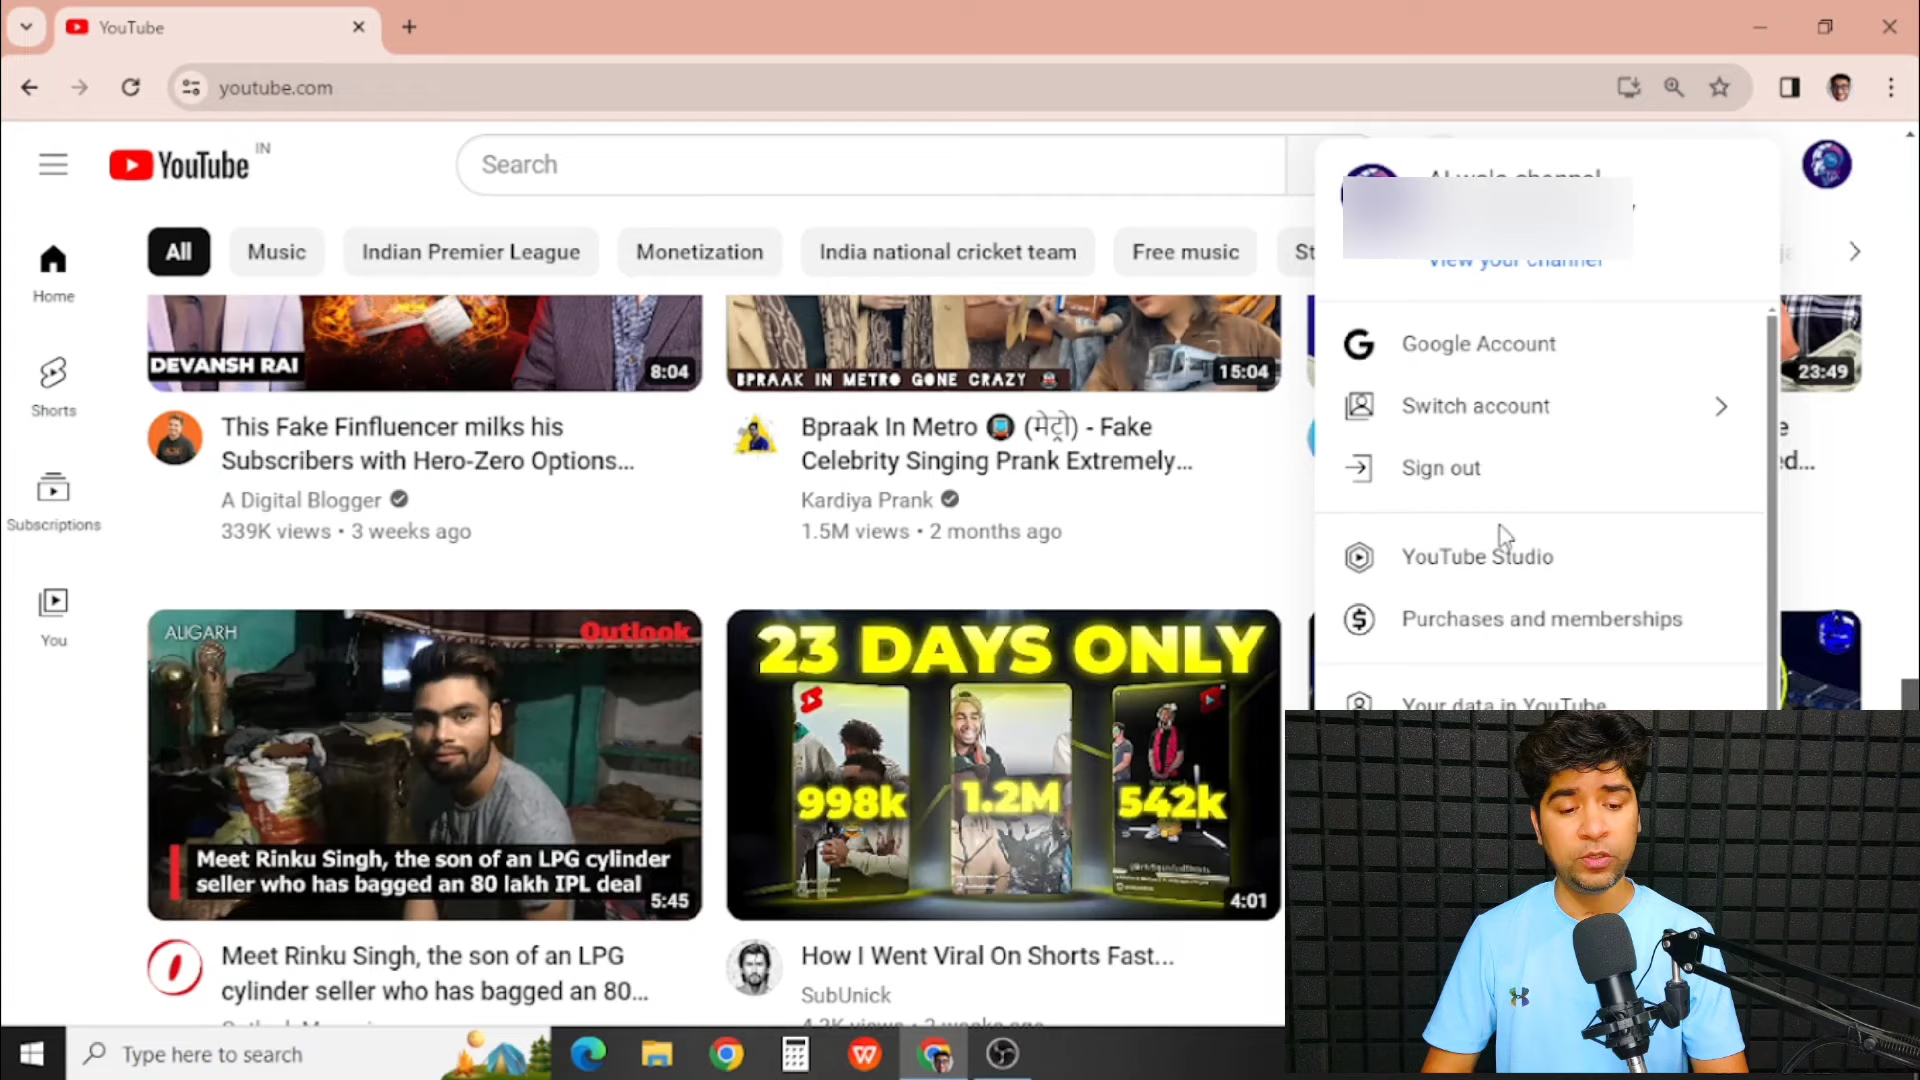 YouTube
youtube.com
YouTube IN
Search
View your channel
All
Music
Indian Premier League
Monetization
India national cricket team
Free music
Home
Shorts
Subscriptions
You
DEVANSH RAI
8:04
BPRAAK IN METRO GONE CRAZY
15:04
23:49
This Fake Finfluencer milks his
Subscribers with Hero-Zero Options...
A Digital Blogger
339K views • 3 weeks ago
Bpraak In Metro 🚇 (मेट्रो) - Fake
Celebrity Singing Prank Extremely...
Kardiya Prank
1.5M views • 2 months ago
Google Account
Switch account
Sign out
YouTube Studio
Purchases and memberships
Your data in YouTube
ALIGARH
Outlook
Meet Rinku Singh, the son of an LPG cylinder
seller who has bagged an 80 lakh IPL deal
5:45
23 DAYS ONLY
998k
1.2M
542k
4:01
Meet Rinku Singh, the son of an LPG
cylinder seller who has bagged an 80...
How I Went Viral On Shorts Fast...
SubUnick
Type here to search